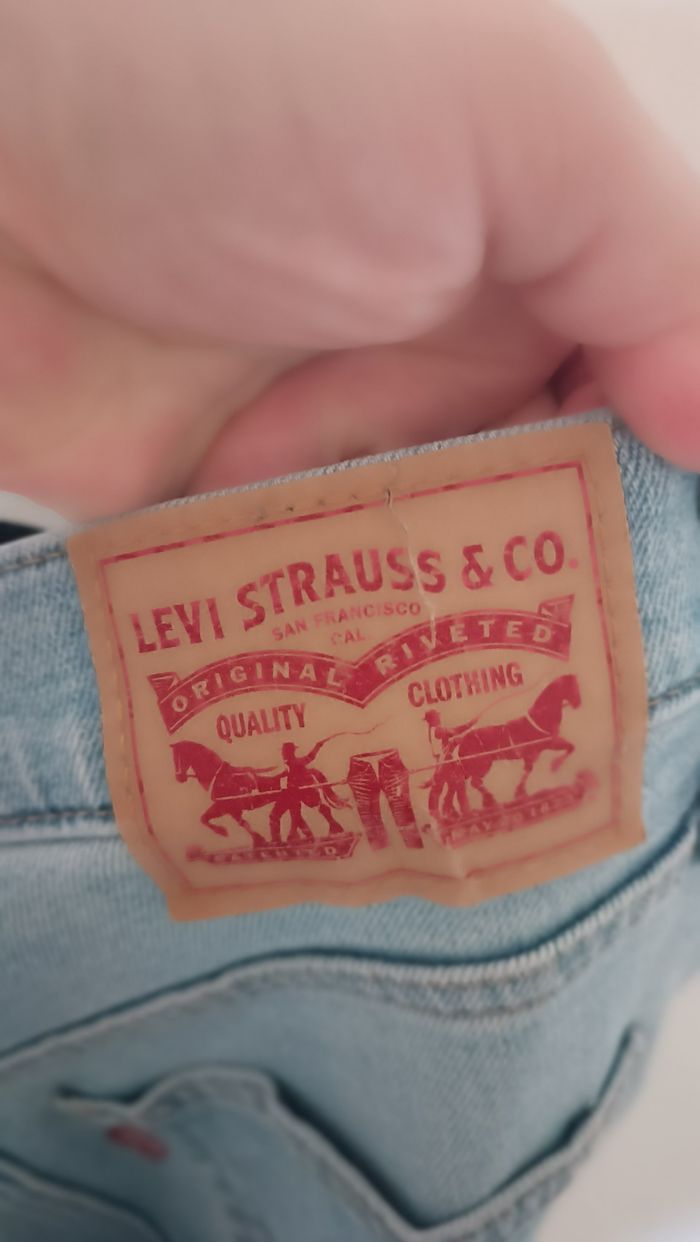 LEVI STRAUSS & CO.
SAN FRANCISCO
CAL.
ORIGINAL RIVETED
QUALITY CLOTHING